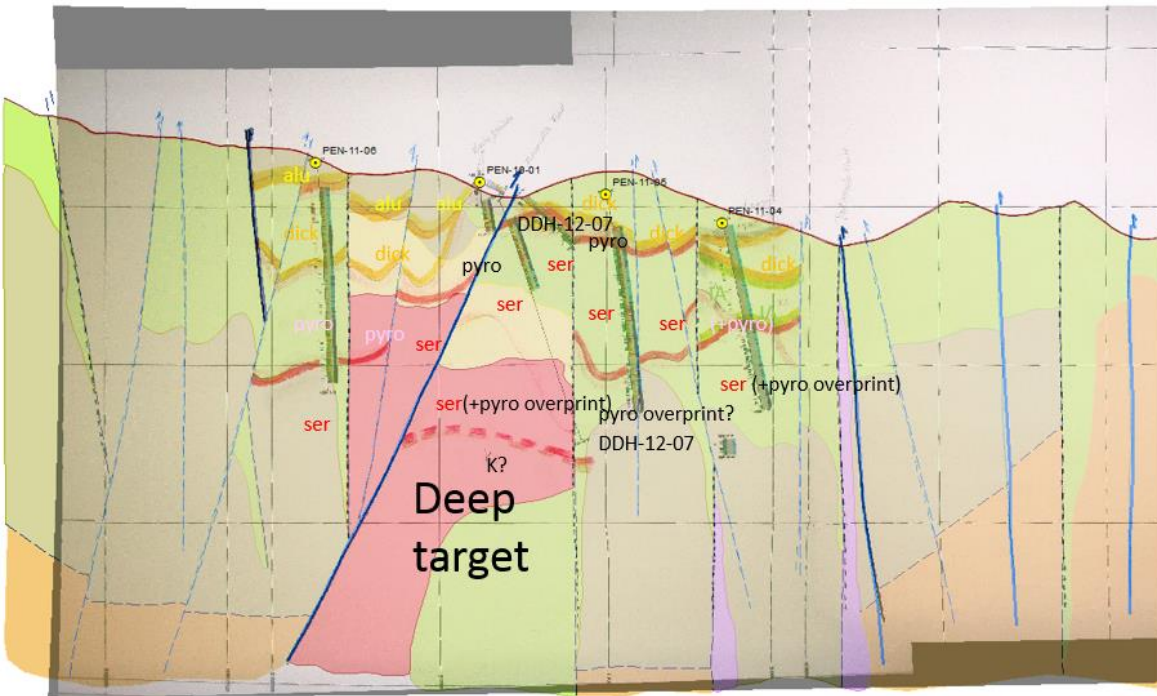 PEN-11-06
PEN-10-01
PEN-11-05
PEN-11-04
alu
alu
alu
dick
DDH-12-07
dick
dick
pyro
dick
dick
pyro
ser
ser
ser
pyro
pyro
ser
ser
(+pyro)
ser (+pyro overprint)
ser(+pyro overprint)
pyro overprint?
ser
DDH-12-07
K?
Deep
target